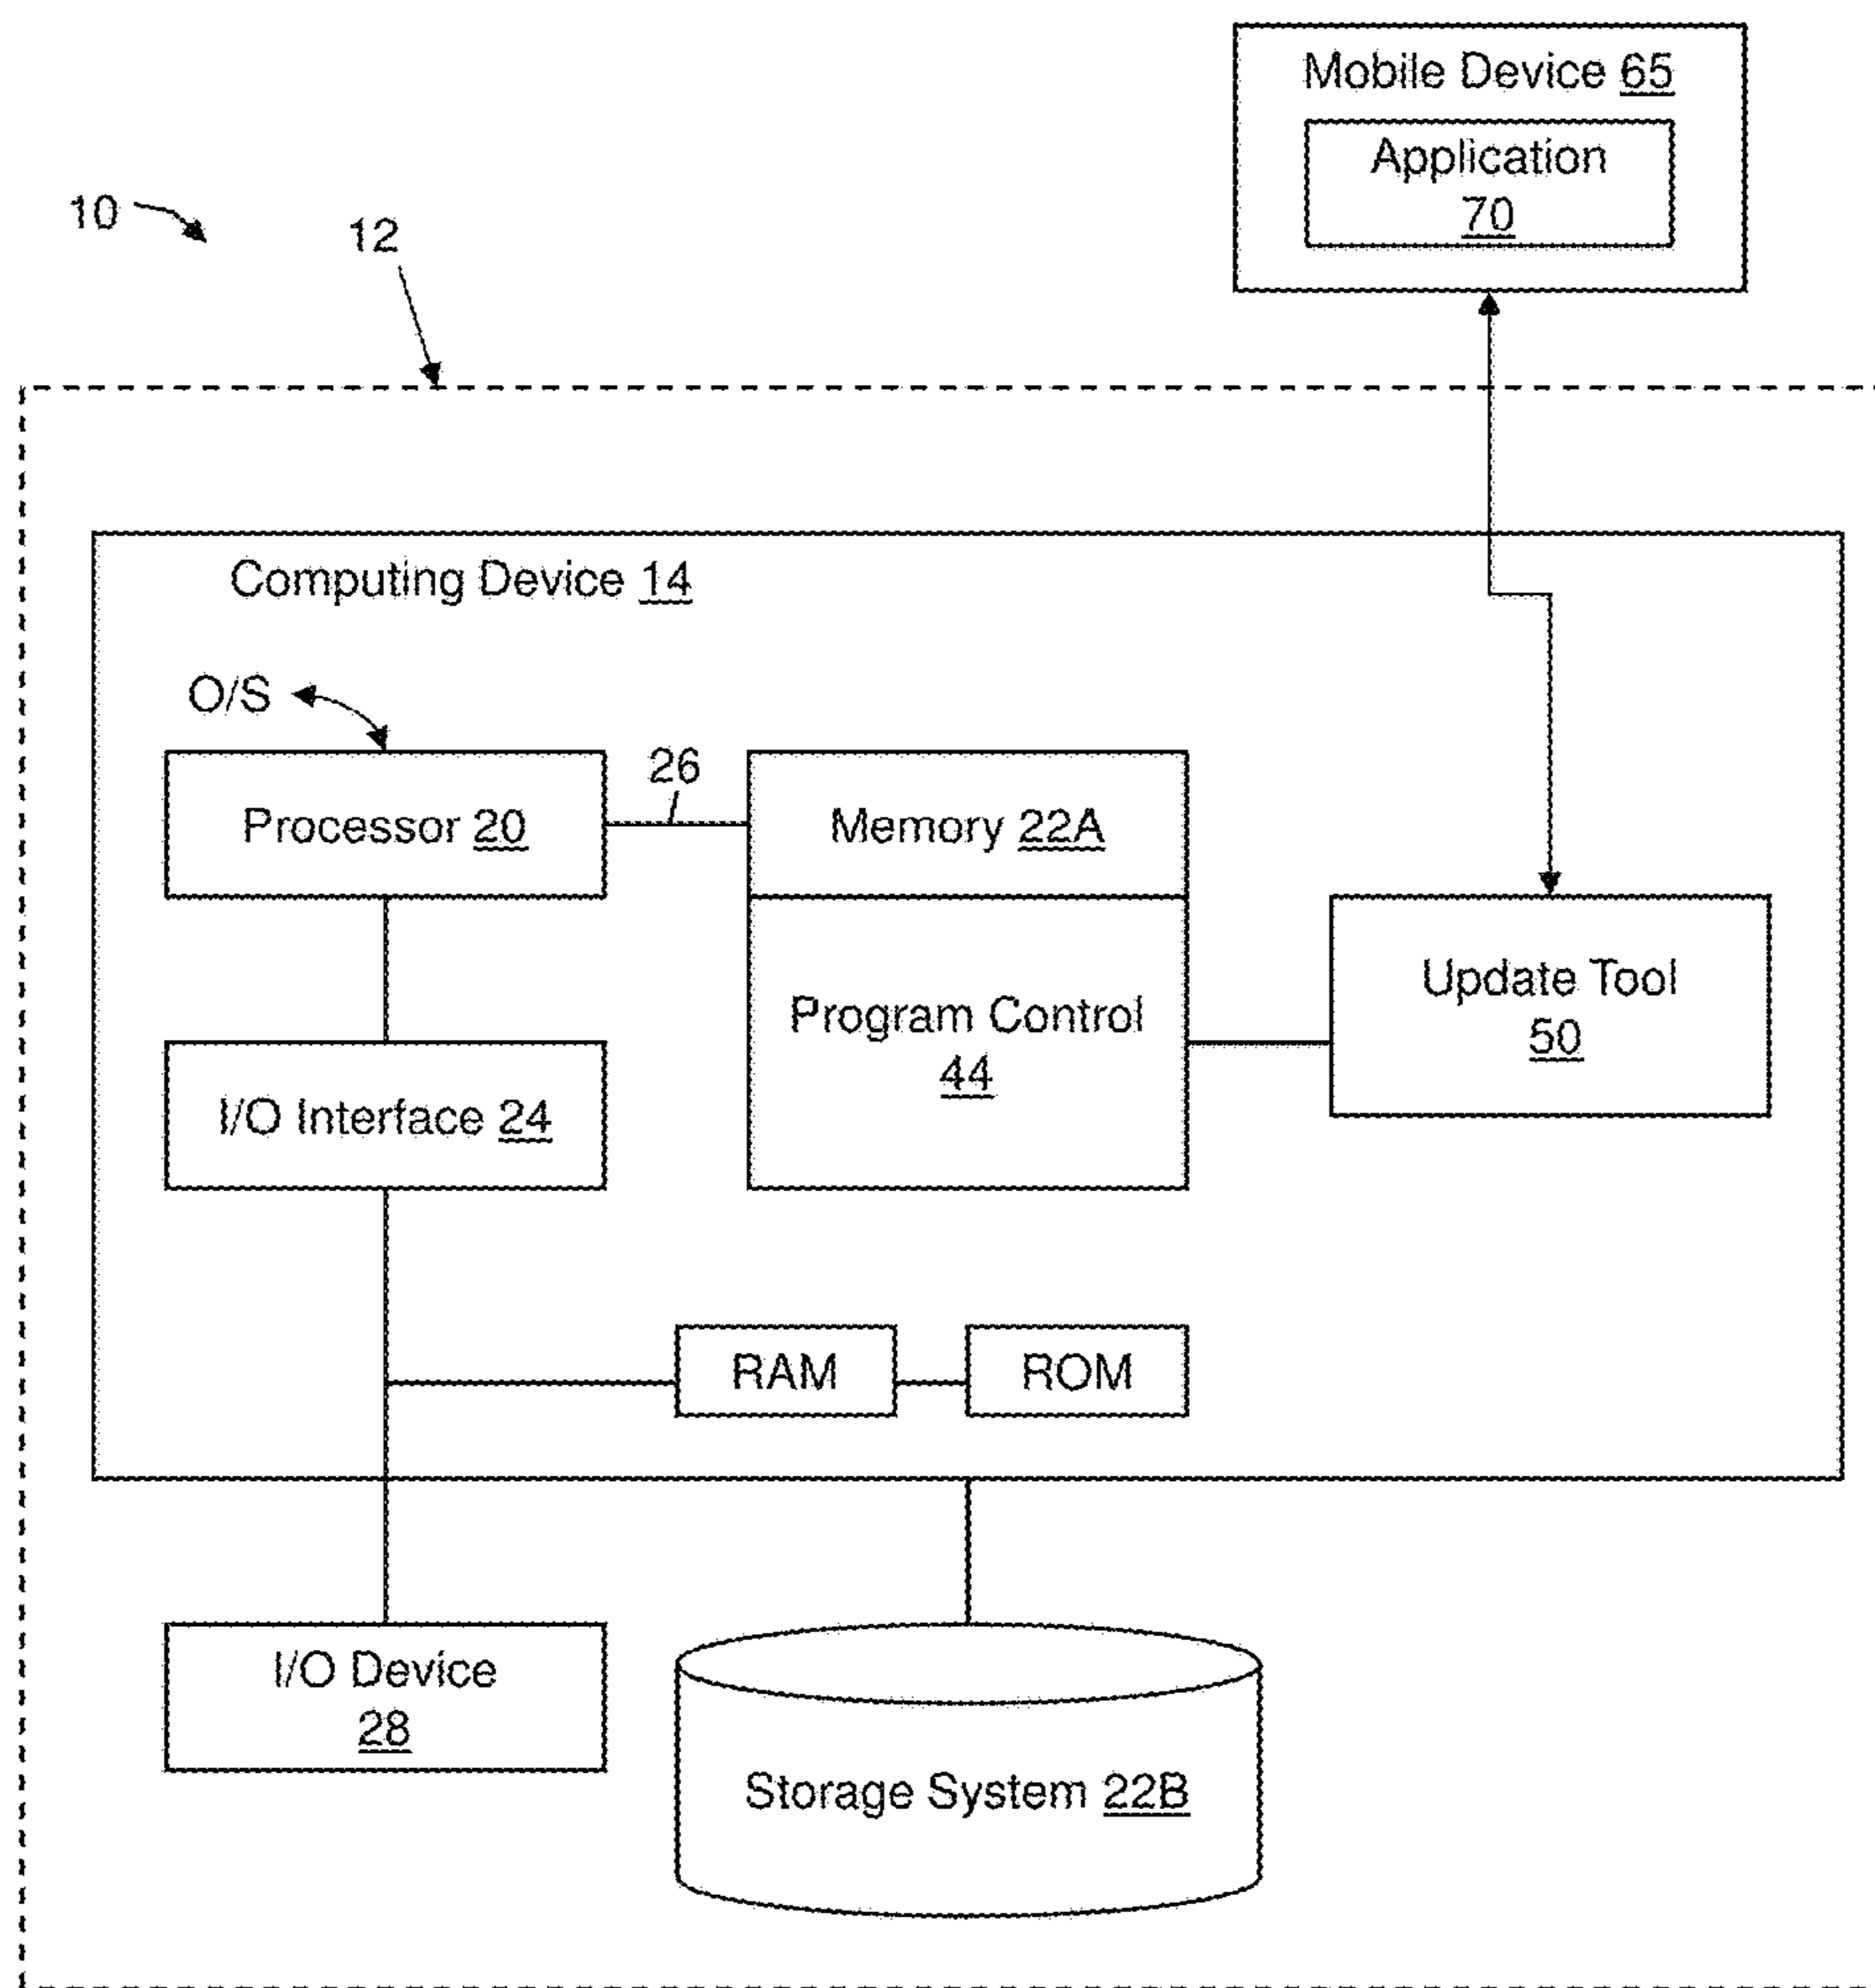 Mobile Device 65
Application
70
10
12
Computing Device 14
O/S
26
Processor 20
Memory 22A
Program Control
44
Update Tool
50
I/O Interface 24
RAM
ROM
I/O Device
28
Storage System 22B